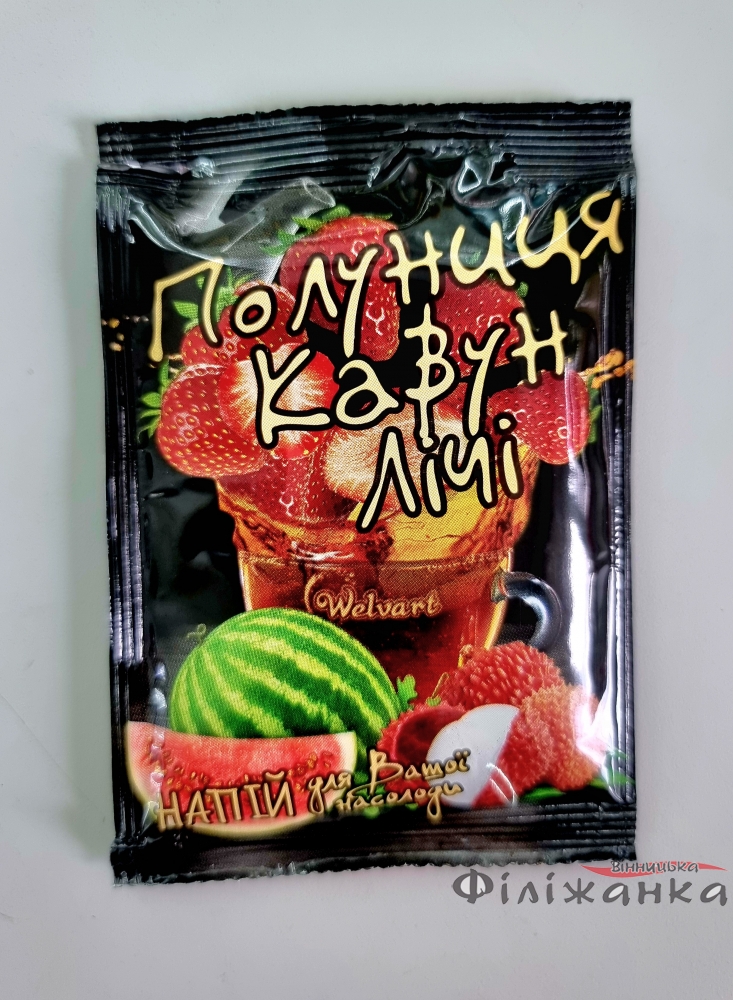 Полуниця
Кавун
Лічі
Welvart
НАПІЙ для Вашої
насолоди
Вінницька
Філіжанка